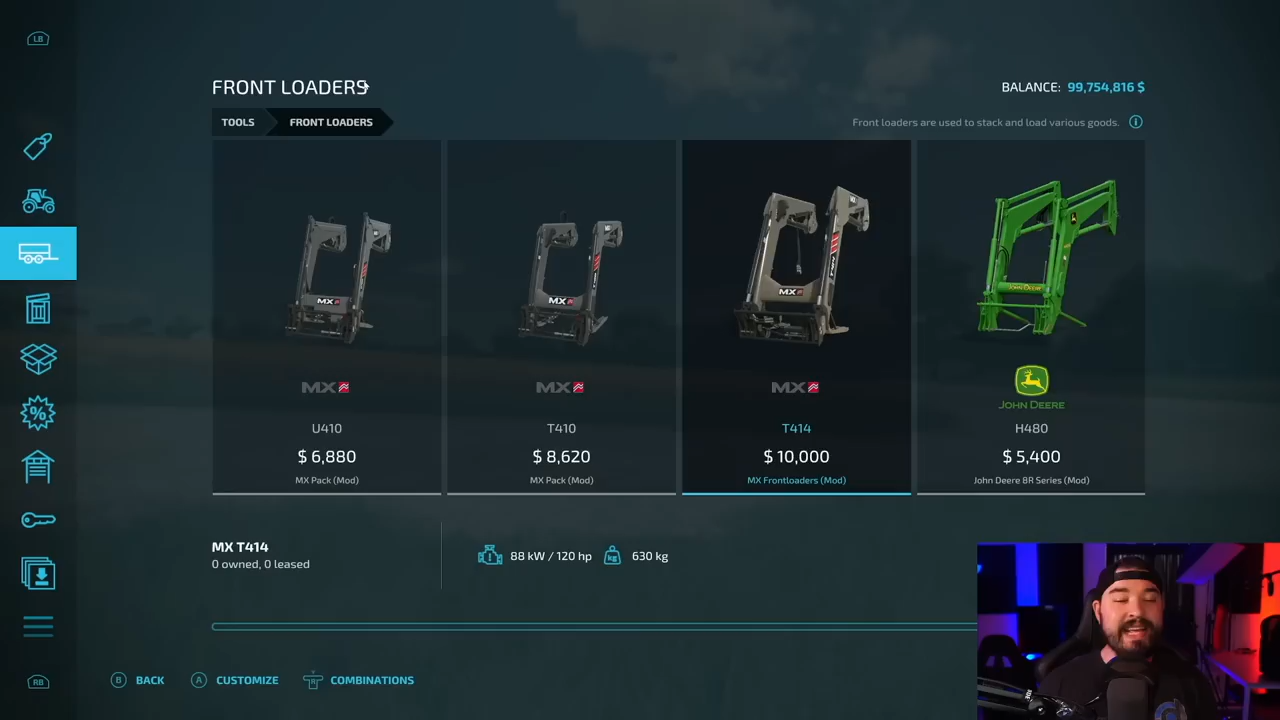 LB
FRONT LOADERS
BALANCE: 99,754,816 $
TOOLS FRONT LOADERS
Front loaders are used to stack and load various goods.
MX
U410
$ 6,880
MX Pack (Mod)
MX
T410
$ 8,620
MX Pack (Mod)
MX
T414
$ 10,000
MX Frontloaders (Mod)
JOHN DEERE
H480
$ 5,400
John Deere 8R Series (Mod)
MX T414
0 owned, 0 leased
88 kW / 120 hp
630 kg
RB
B BACK
A CUSTOMIZE
COMBINATIONS